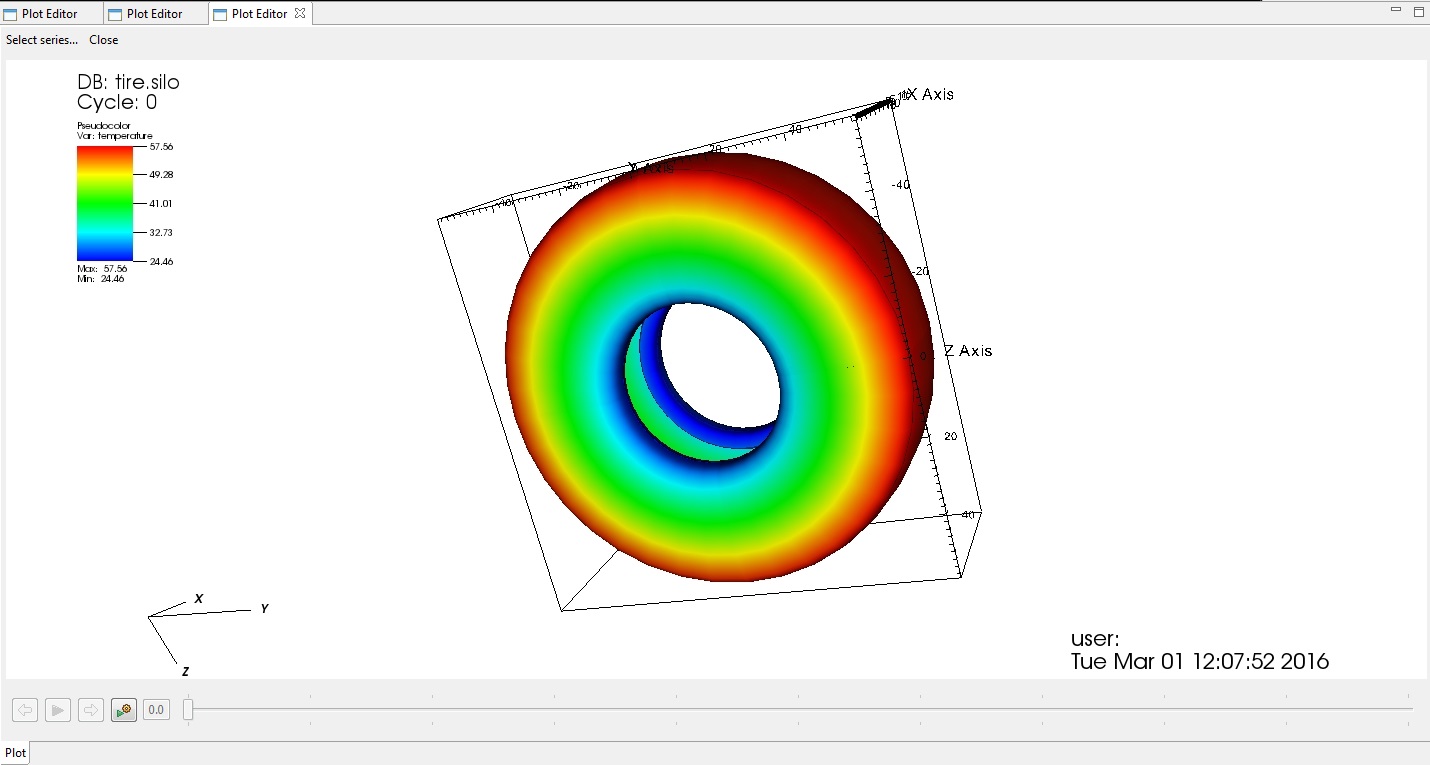 Plot Editor
Plot Editor
Plot Editor
Select series... Close
DB: tire.silo
Cycle: 0
Pseudocolor
Var: temperature
57.56
49.28
41.01
32.73
24.46
Max: 57.56
Min: 24.46
X Axis
40
20
Y Axis
-20
-40
-40
-20
Z Axis
0
20
40
X
Y
Z
user:
Tue Mar 01 12:07:52 2016
0.0
Plot